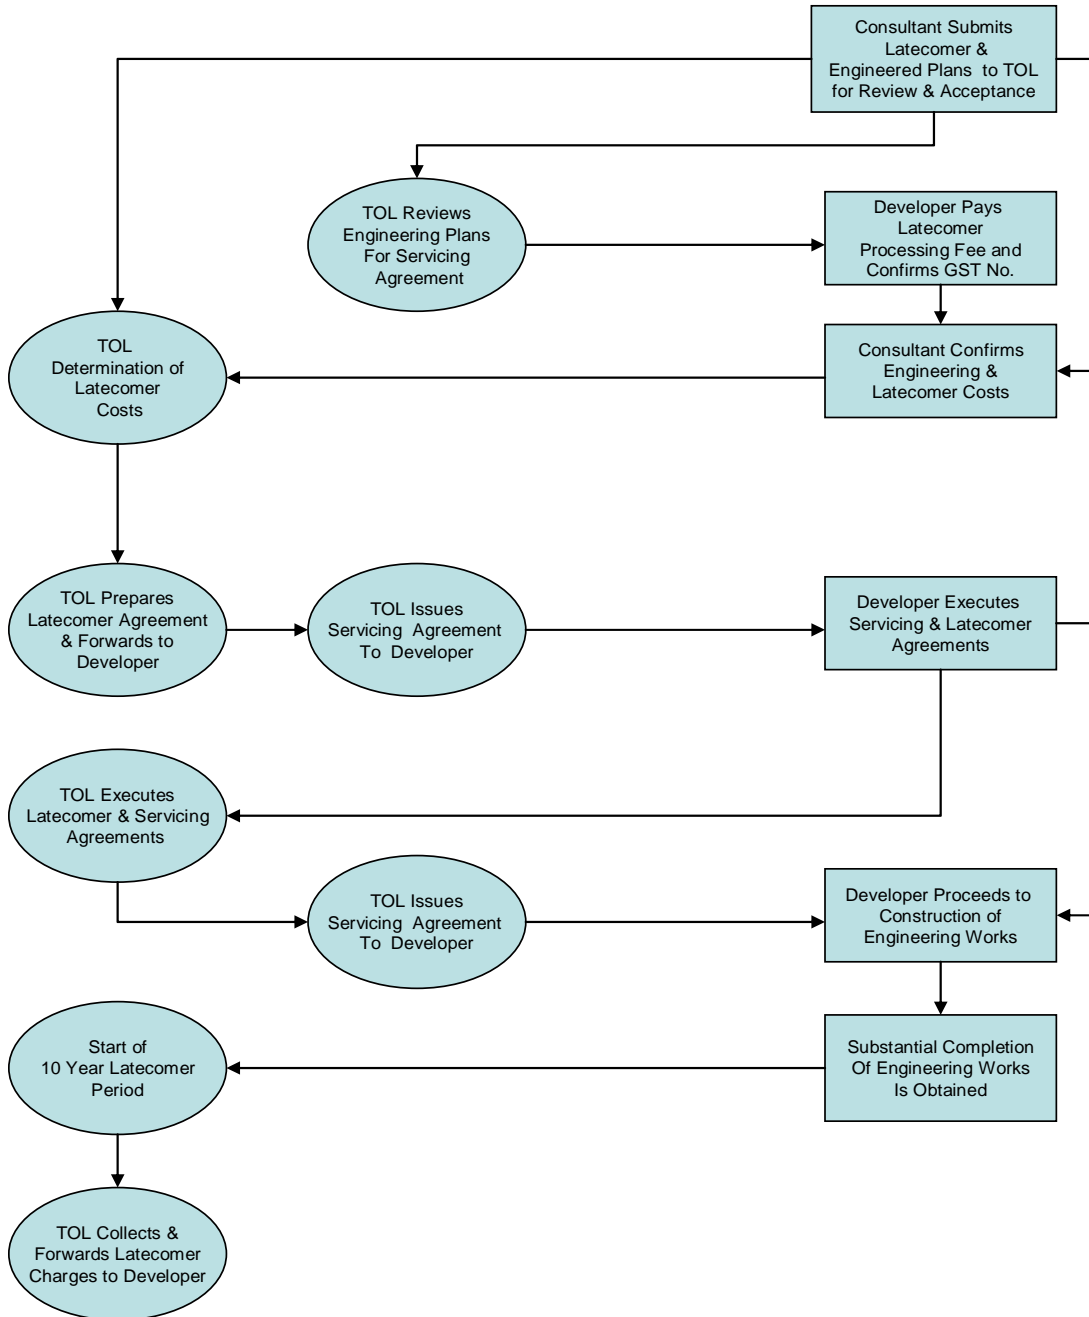 Consultant Submits
Latecomer &
Engineered Plans to TOL
for Review & Acceptance
TOL Reviews
Engineering Plans
For Servicing
Agreement
Developer Pays
Latecomer
Processing Fee and
Confirms GST No.
TOL
Determination of
Latecomer
Costs
Consultant Confirms
Engineering &
Latecomer Costs
TOL Prepares
Latecomer Agreement
& Forwards to
Developer
TOL Issues
Servicing Agreement
To Developer
Developer Executes
Servicing & Latecomer
Agreements
TOL Executes
Latecomer & Servicing
Agreements
TOL Issues
Servicing Agreement
To Developer
Developer Proceeds to
Construction of
Engineering Works
Start of
10 Year Latecomer
Period
Substantial Completion
Of Engineering Works
Is Obtained
TOL Collects &
Forwards Latecomer
Charges to Developer